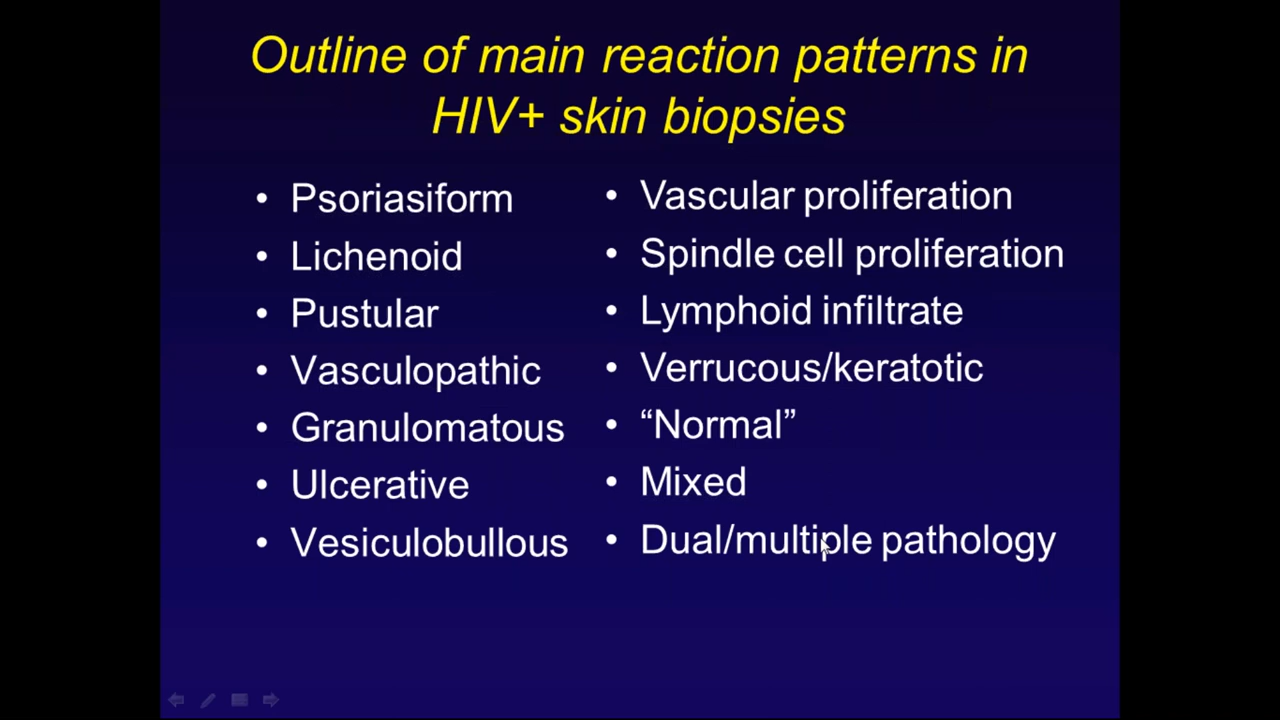 Outline of main reaction patterns in
HIV+ skin biopsies
• Psoriasiform
• Lichenoid
• Pustular
• Vasculopathic
• Granulomatous
• Ulcerative
• Vesiculobullous
• Vascular proliferation
• Spindle cell proliferation
• Lymphoid infiltrate
• Verrucous/keratotic
• “Normal”
• Mixed
• Dual/multiple pathology